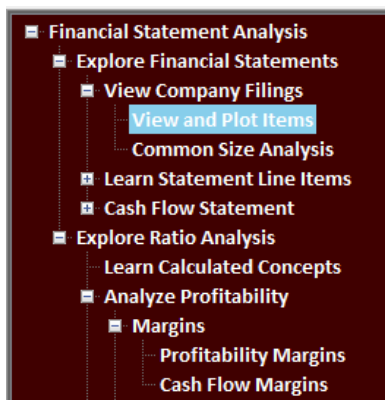 Financial Statement Analysis
Explore Financial Statements
View Company Filings
View and Plot Items
Common Size Analysis
Learn Statement Line Items
Cash Flow Statement
Explore Ratio Analysis
Learn Calculated Concepts
Analyze Profitability
Margins
Profitability Margins
Cash Flow Margins